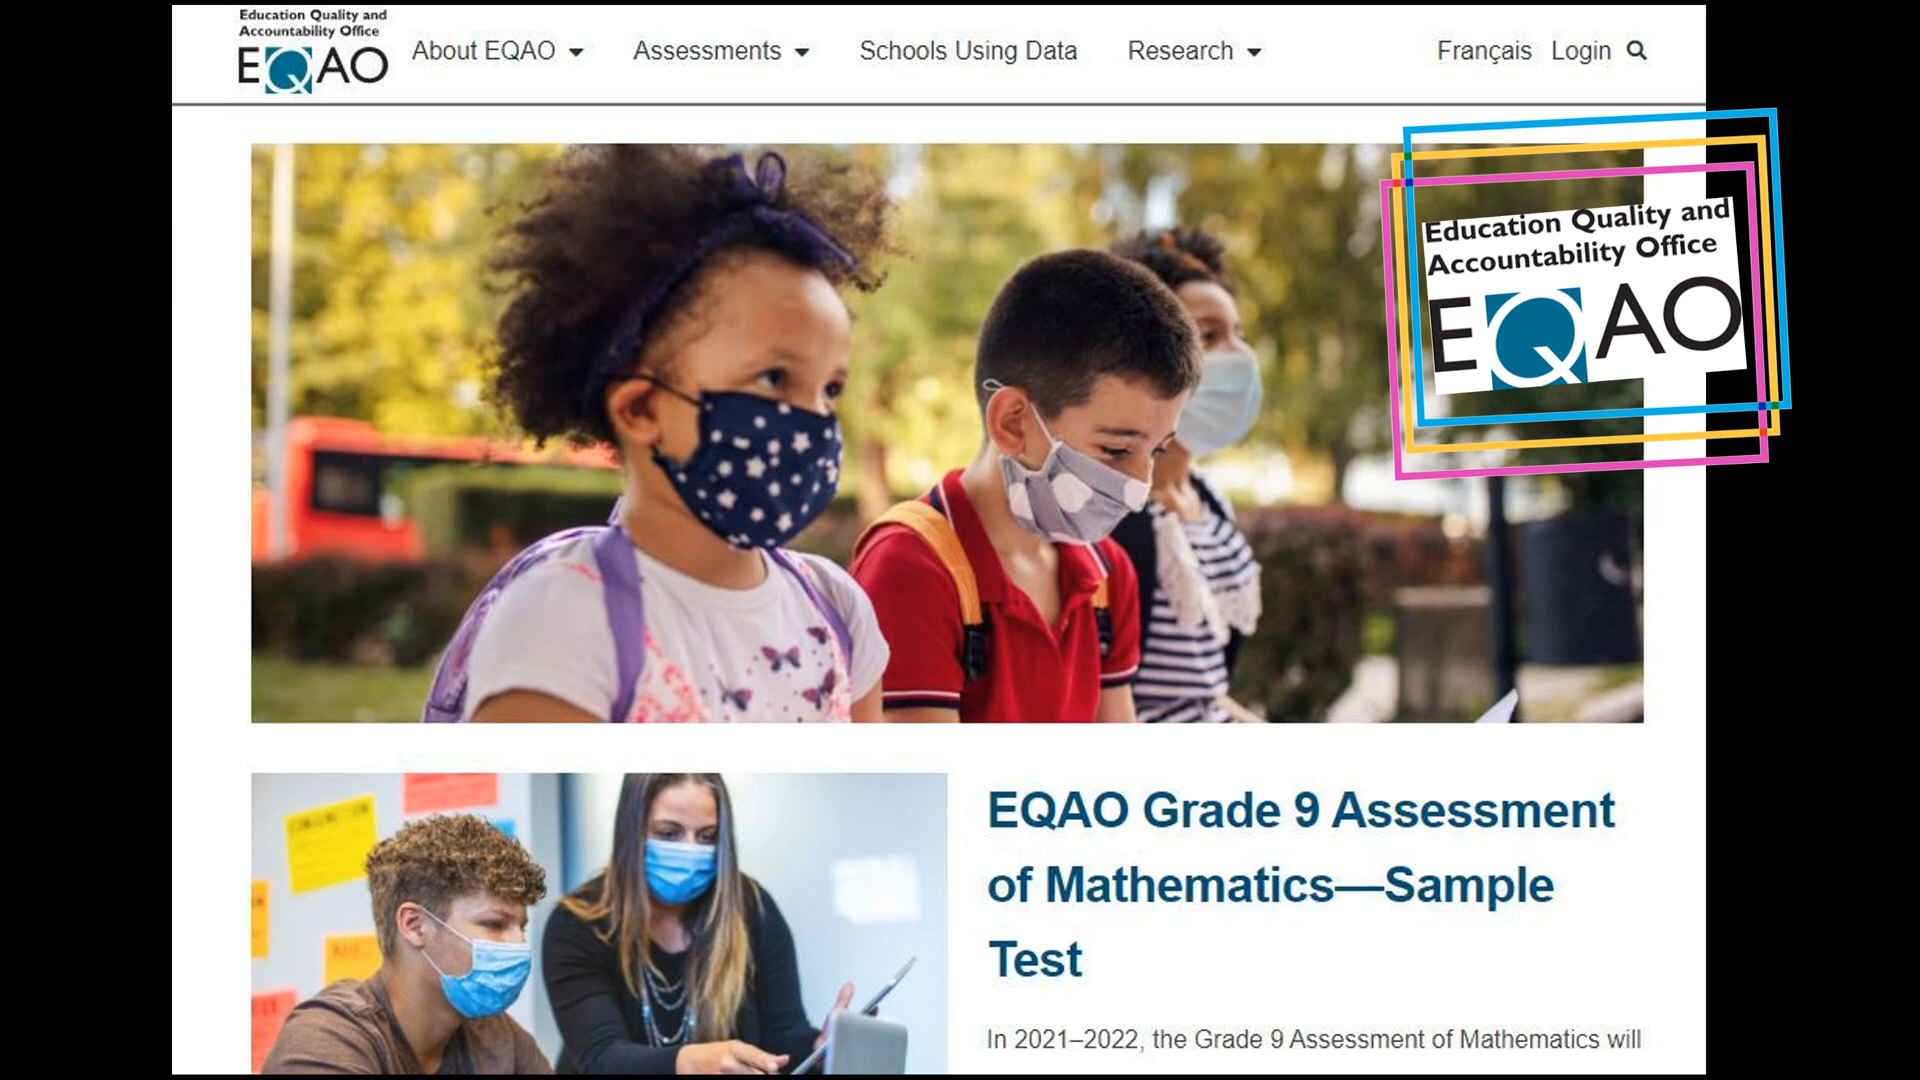 Education Quality and
Accountability Office
EQAO
About EQAO
Assessments
Schools Using Data
Research
Français
Login
Education Quality and
Accountability Office
EQAO
EQAO Grade 9 Assessment
of Mathematics—Sample
Test
In 2021–2022, the Grade 9 Assessment of Mathematics will